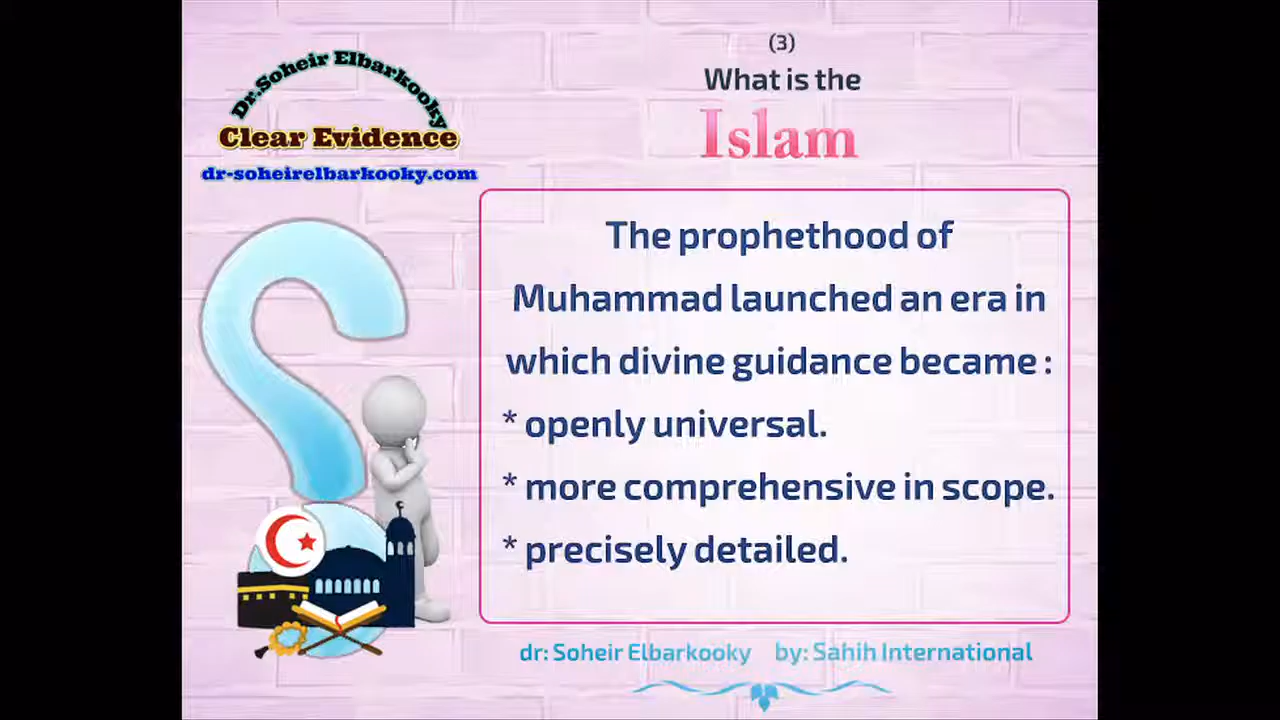 Dr.Soheir Elbarkooky
Clear Evidence
dr-soheirelbarkooky.com
(3)
What is the
Islam
The prophethood of
Muhammad launched an era in
which divine guidance became :
* openly universal.
* more comprehensive in scope.
* precisely detailed.
dr: Soheir Elbarkooky by: Sahih International